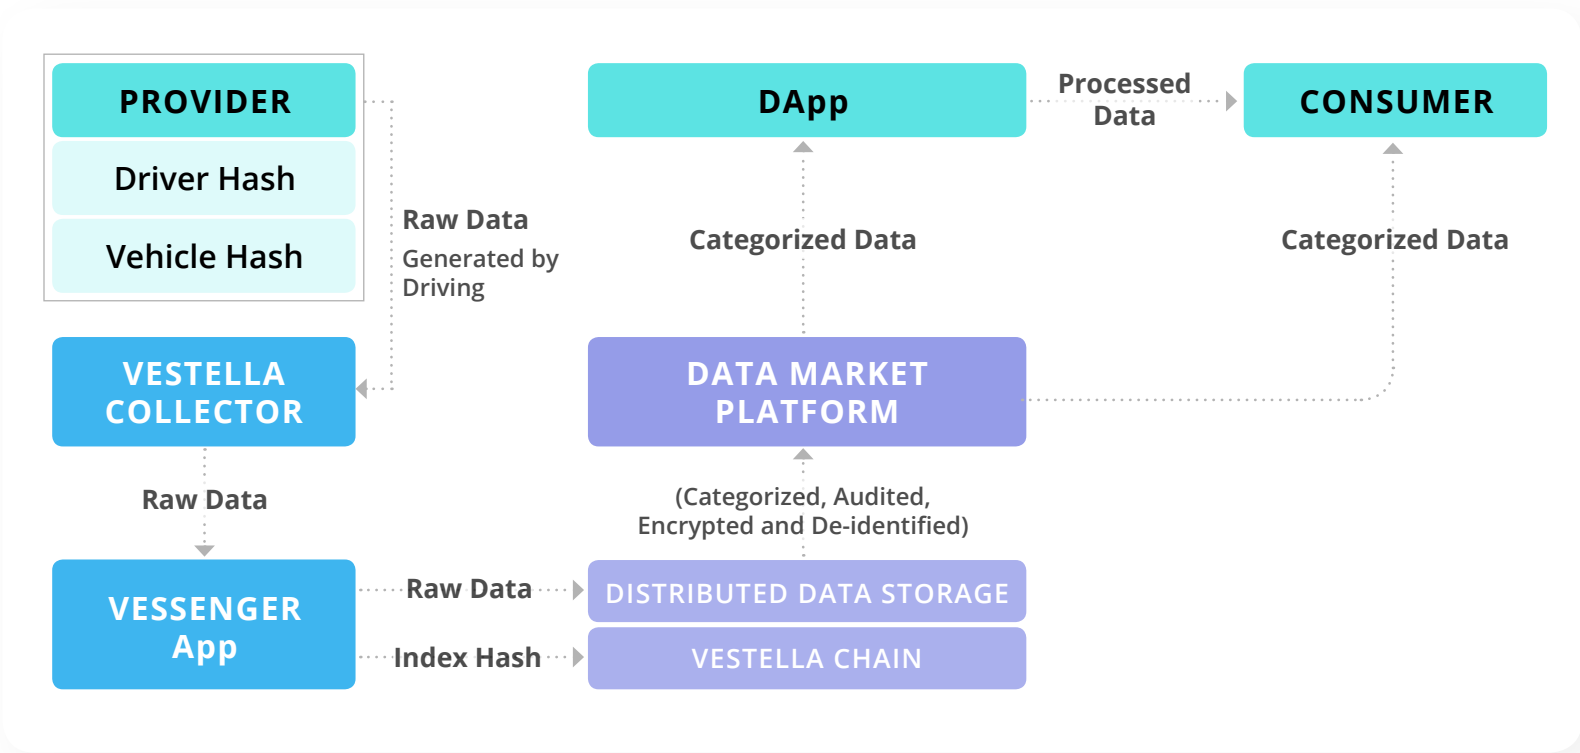 PROVIDER
Driver Hash
Vehicle Hash
Raw Data
Generated by
Driving
VESTELLA
COLLECTOR
Raw Data
VESSENGER
App
Raw Data
Index Hash
DISTRIBUTED DATA STORAGE
VESTELLA CHAIN
(Categorized, Audited,
Encrypted and De-identified)
DATA MARKET
PLATFORM
Categorized Data
DApp
Processed
Data
CONSUMER
Categorized Data